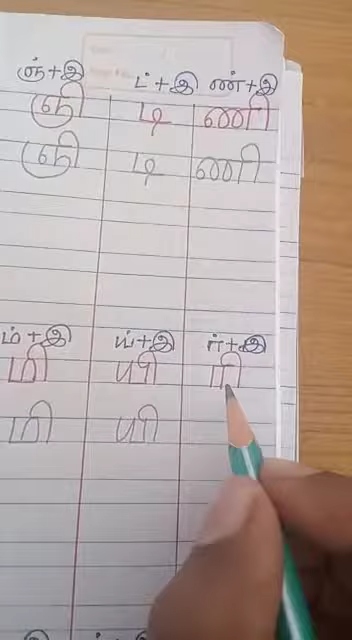 ஞ்+இ ட்+இ ண்+இ
ஞி டி ணி
ஞி டி ணி
ம்+இ ய்+இ ர்+இ
மி யி ரி
மி யி